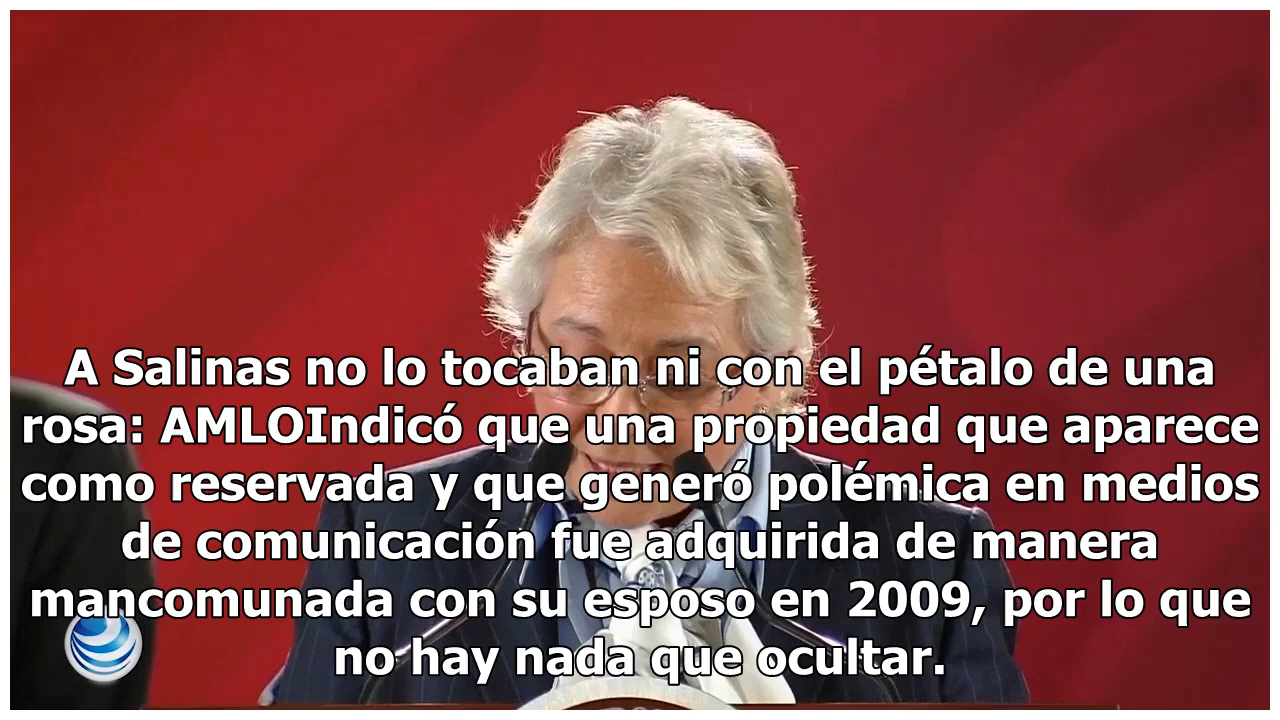 A Salinas no lo tocaban ni con el pétalo de una
rosa: AMLOIndicó que una propiedad que aparece
como reservada y que generó polémica en medios
de comunicación fue adquirida de manera
mancomunada con su esposo en 2009, por lo que
no hay nada que ocultar.